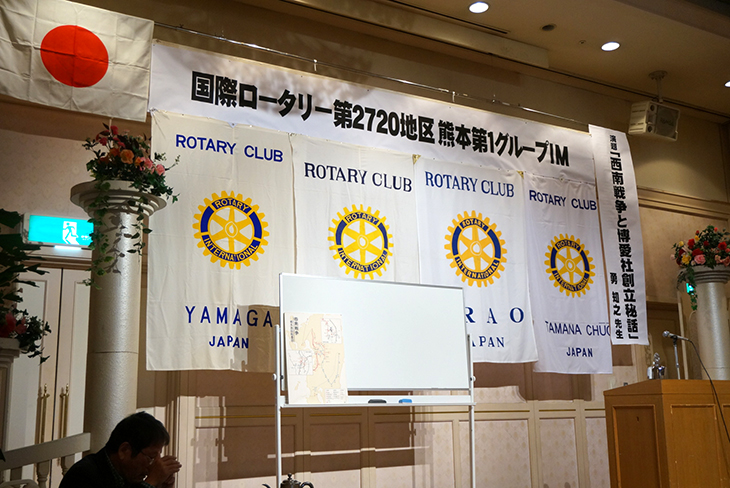 国際ロータリー第2720地区 熊本第1グループIM
ROTARY CLUB
ROTARY
INTERNATIONAL
YAMAGA
JAPAN
ROTARY CLUB
ROTARY
INTERNATIONAL
ROTARY CLUB
ROTARY
INTERNATIONAL
RAO
JAPAN
ROTARY CLUB
ROTARY
INTERNATIONAL
TAMANA CHUO
JAPAN
演題「西南戦争と博愛社創立秘話」
勇 知之 先生